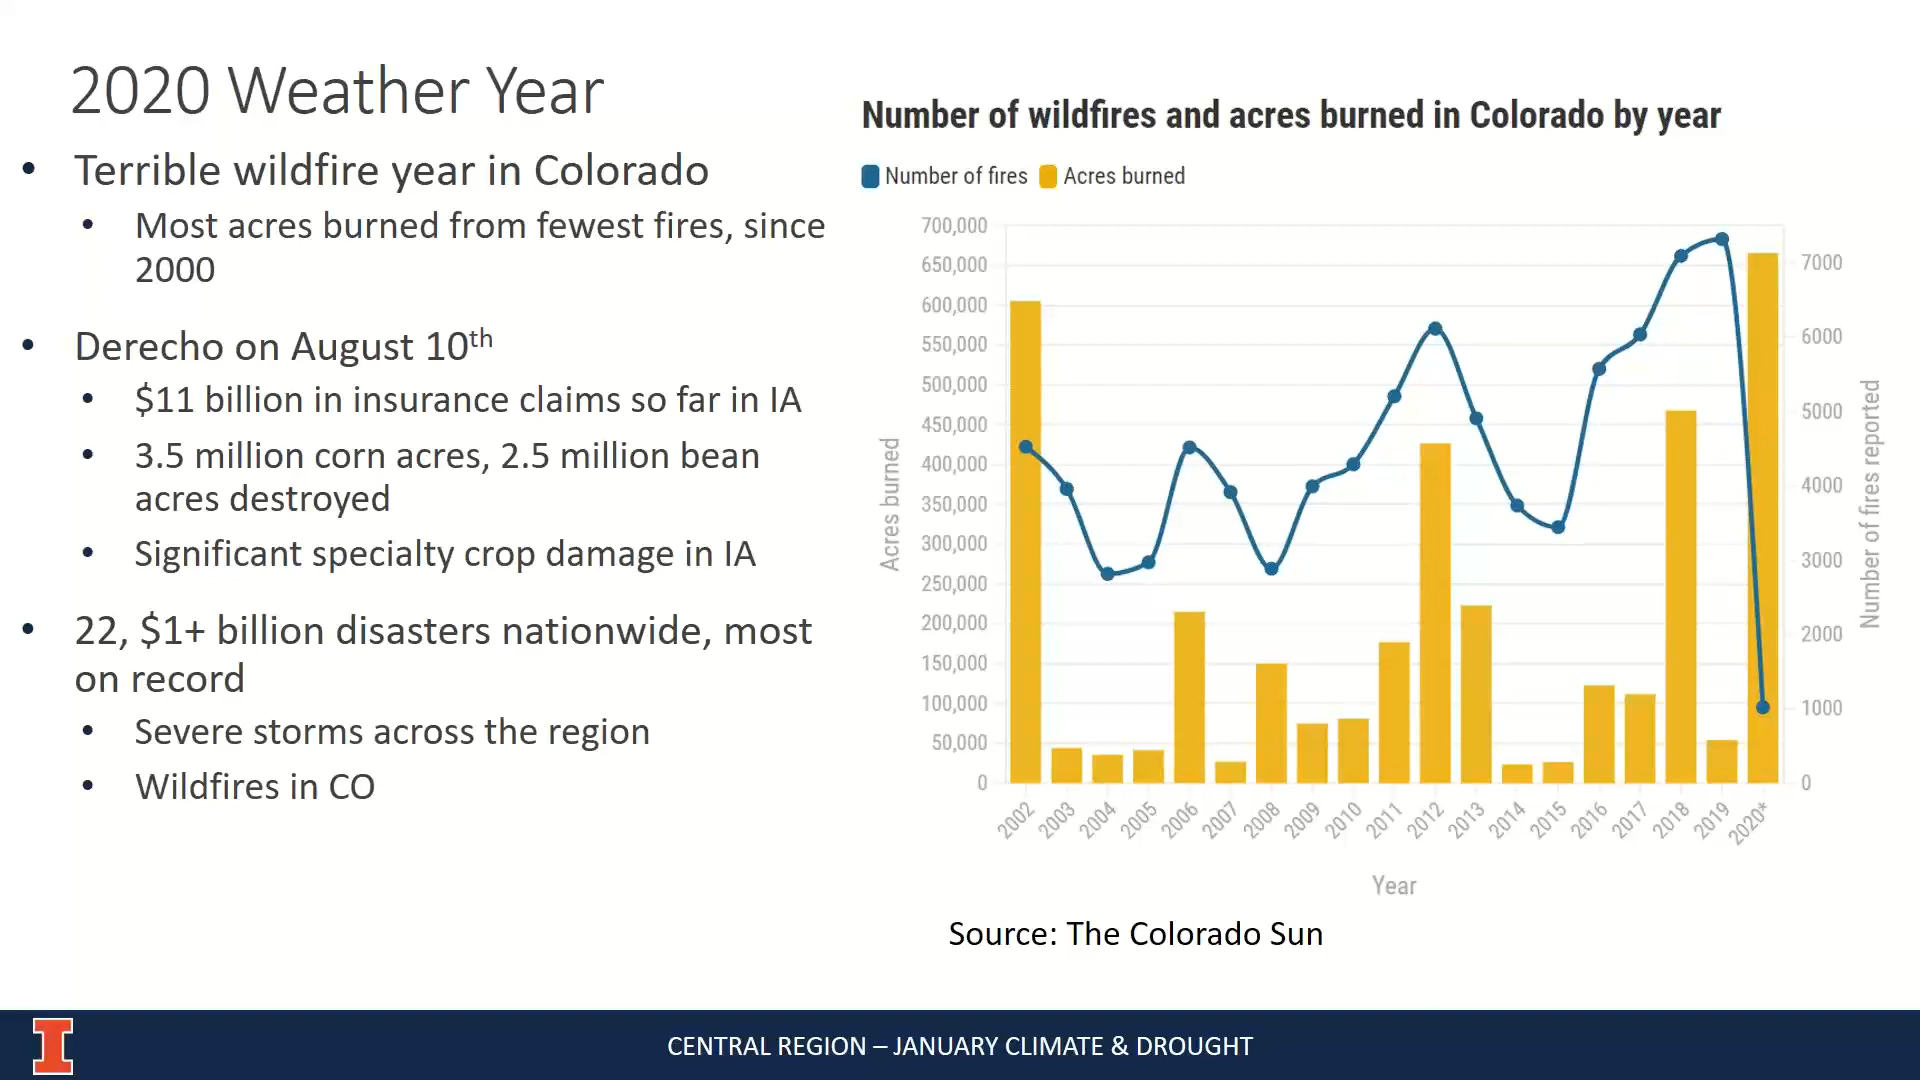 2020 Weather Year
• Terrible wildfire year in Colorado
• Most acres burned from fewest fires, since
2000
• Derecho on August 10th
• $11 billion in insurance claims so far in IA
• 3.5 million corn acres, 2.5 million bean
acres destroyed
• Significant specialty crop damage in IA
• 22, $1+ billion disasters nationwide, most
on record
• Severe storms across the region
• Wildfires in CO
Number of wildfires and acres burned in Colorado by year
Number of fires Acres burned
Acres burned
700,000
650,000
600,000
550,000
500,000
450,000
400,000
350,000
300,000
250,000
200,000
150,000
100,000
50,000
0
7000
6000
5000
4000
3000
2000
1000
0
Number of fires reported
2002 2003 2004 2005 2006 2007 2008 2009 2010 2011 2012 2013 2014 2015 2016 2017 2018 2019 2020*
Year
Source: The Colorado Sun
I
CENTRAL REGION – JANUARY CLIMATE & DROUGHT